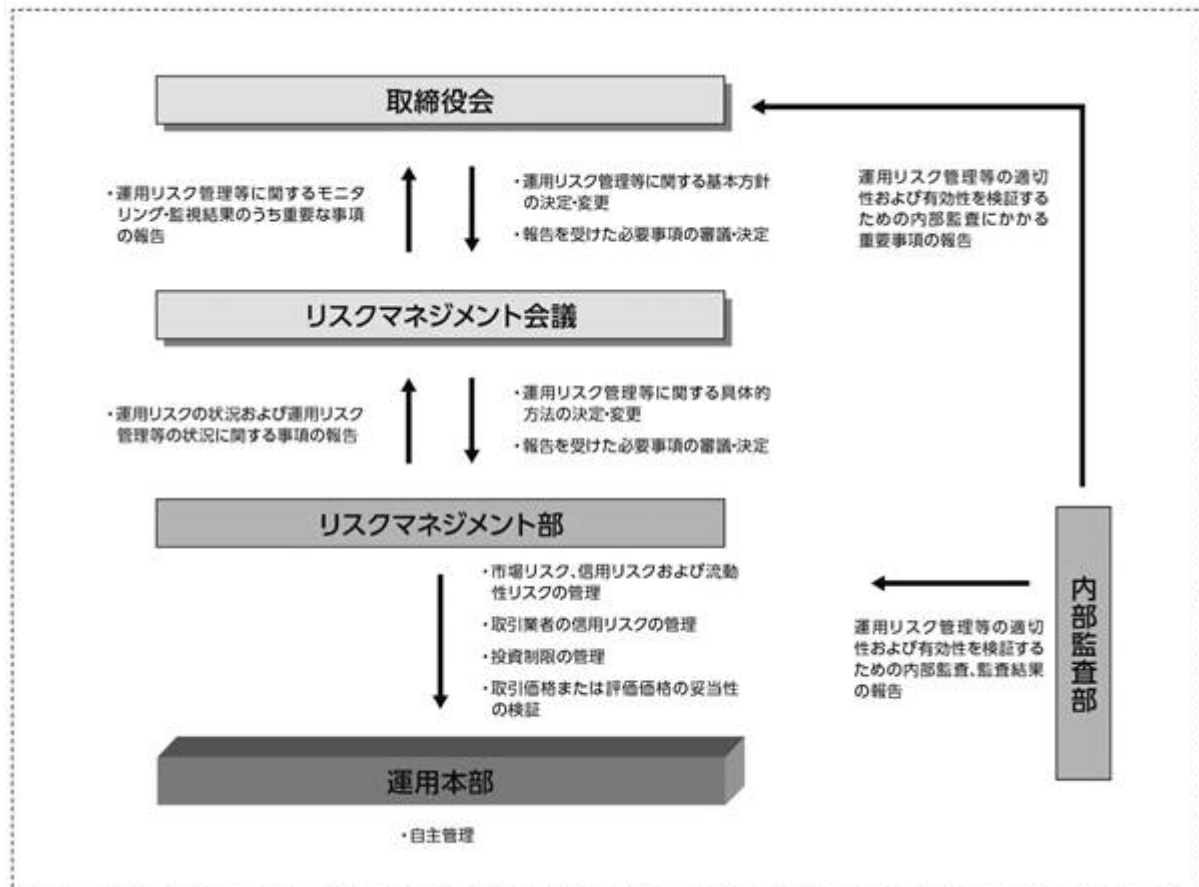 取締役会
・運用リスク管理等に関するモニタ
リング・監視結果のうち重要な事項
の報告
・運用リスク管理等に関する基本方針
の決定・変更
・報告を受けた必要事項の審議・決定
運用リスク管理等の適切
性および有効性を検証す
るための内部監査にかかる
重要事項の報告
リスクマネジメント会議
・運用リスクの状況および運用リスク
管理等の状況に関する事項の報告
・運用リスク管理等に関する具体的
方法の決定・変更
・報告を受けた必要事項の審議・決定
リスクマネジメント部
・市場リスク、信用リスクおよび流動
性リスクの管理
・取引業者の信用リスクの管理
・投資制限の管理
・取引価格または評価価格の妥当性
の検証
運用リスク管理等の適切
性および有効性を検証する
ための内部監査、監査結果
の報告
内部監査部
運用本部
・自主管理